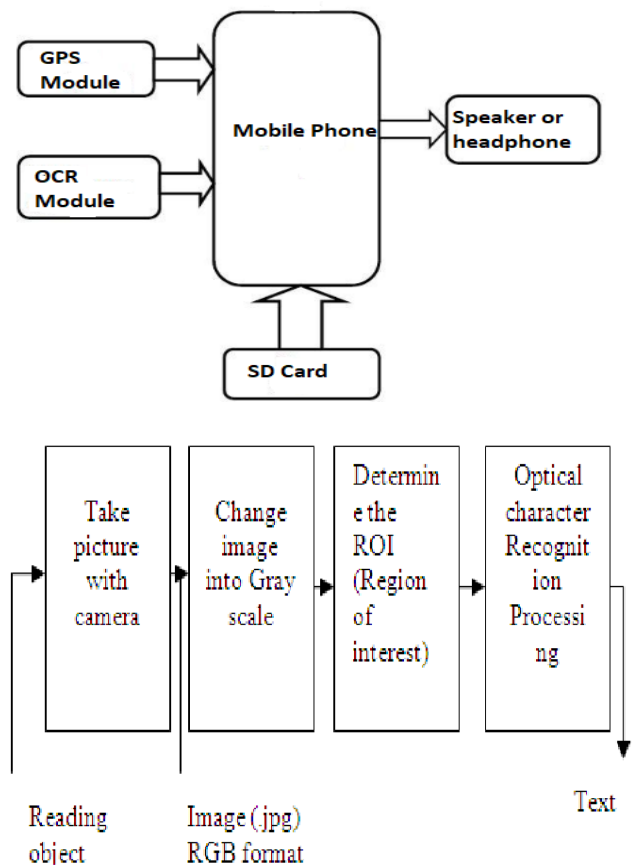 GPS
Module
Mobile Phone
Speaker or
headphone
OCR
Module
SD Card
Take
picture
with
camera
Change
image
into Gray
scale
Determin
e the
ROI
(Region
of
interest)
Optical
character
Recognit
ion
Processi
ng
Reading
object
Image (.jpg)
RGB format
Text